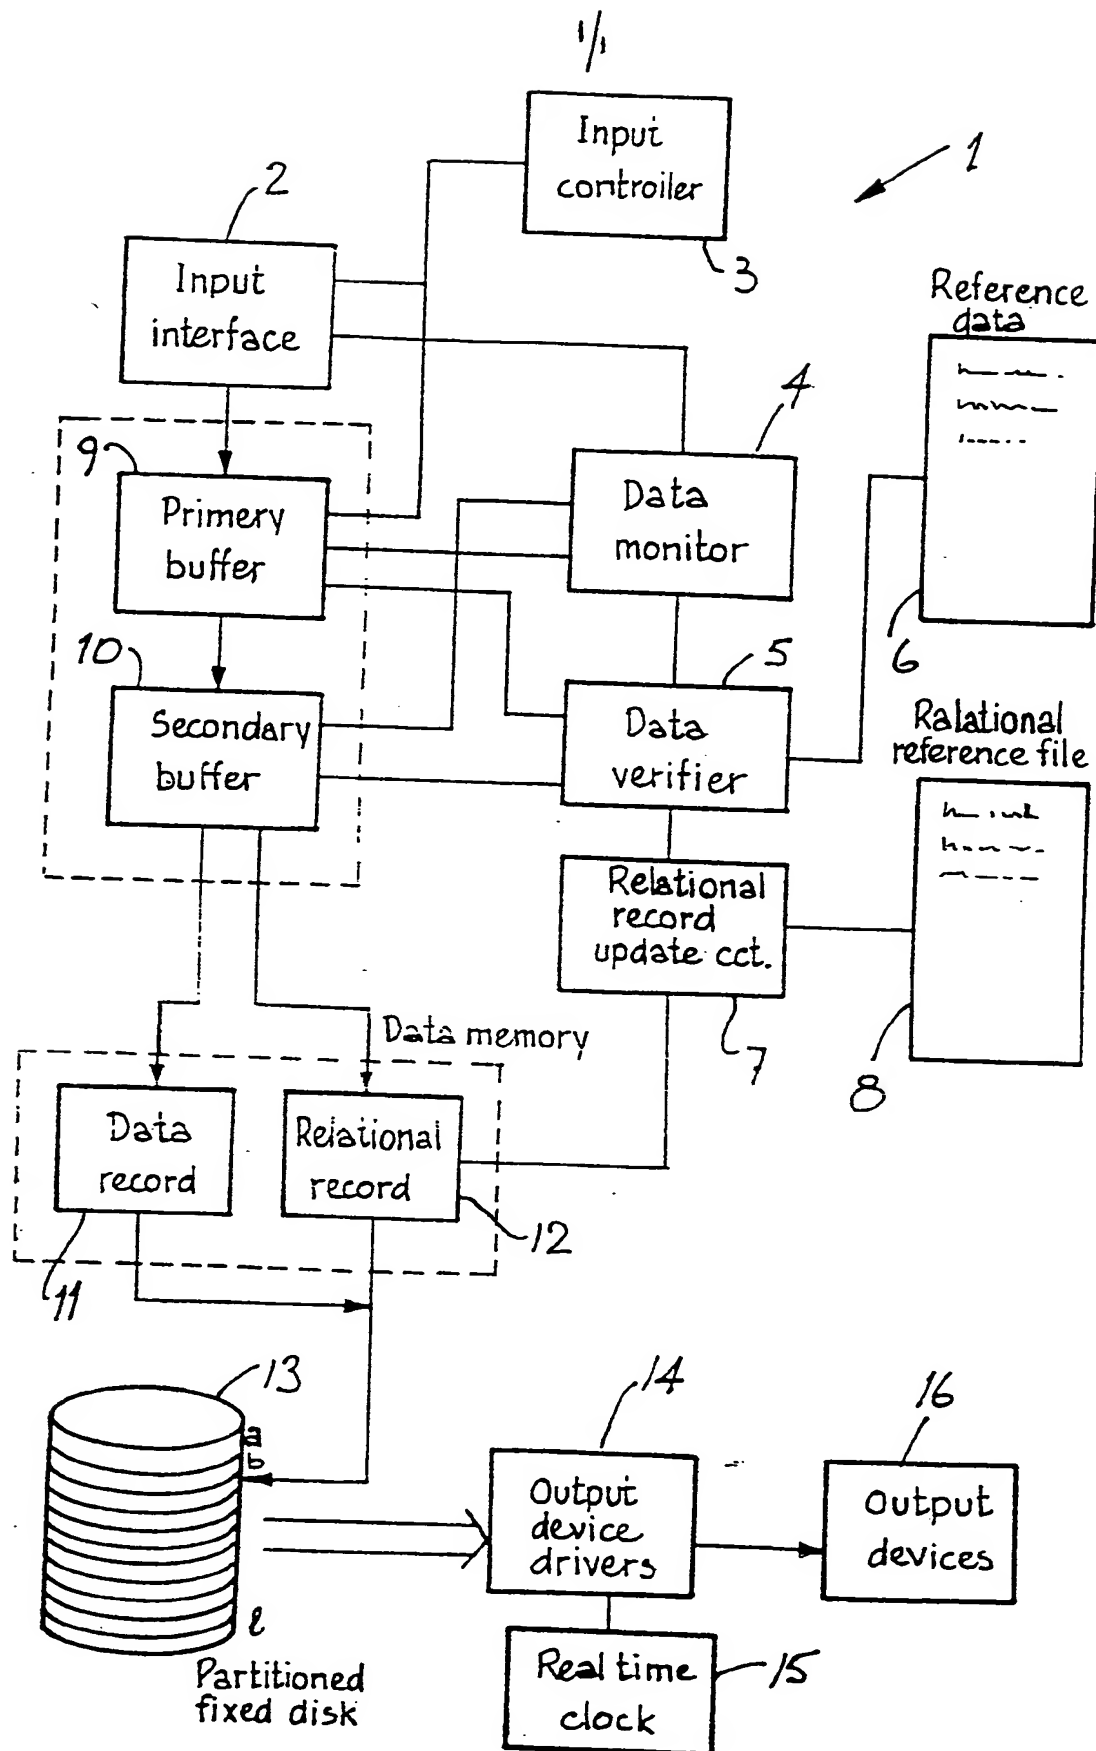 1/1
Input
controiler
3
1
2
Input
interface
Reference
data
6
4
Data
monitor
9
Primery
buffer
10
Secondary
buffer
5
Data
verifier
Ralational
reference file
8
Relational
record
update cct.
7
Data memory
Data
record
11
Relational
record
12
13
a
b
l
Partitioned
fixed disk
14
Output
device
drivers
16
Output
devices
Real time
clock
15